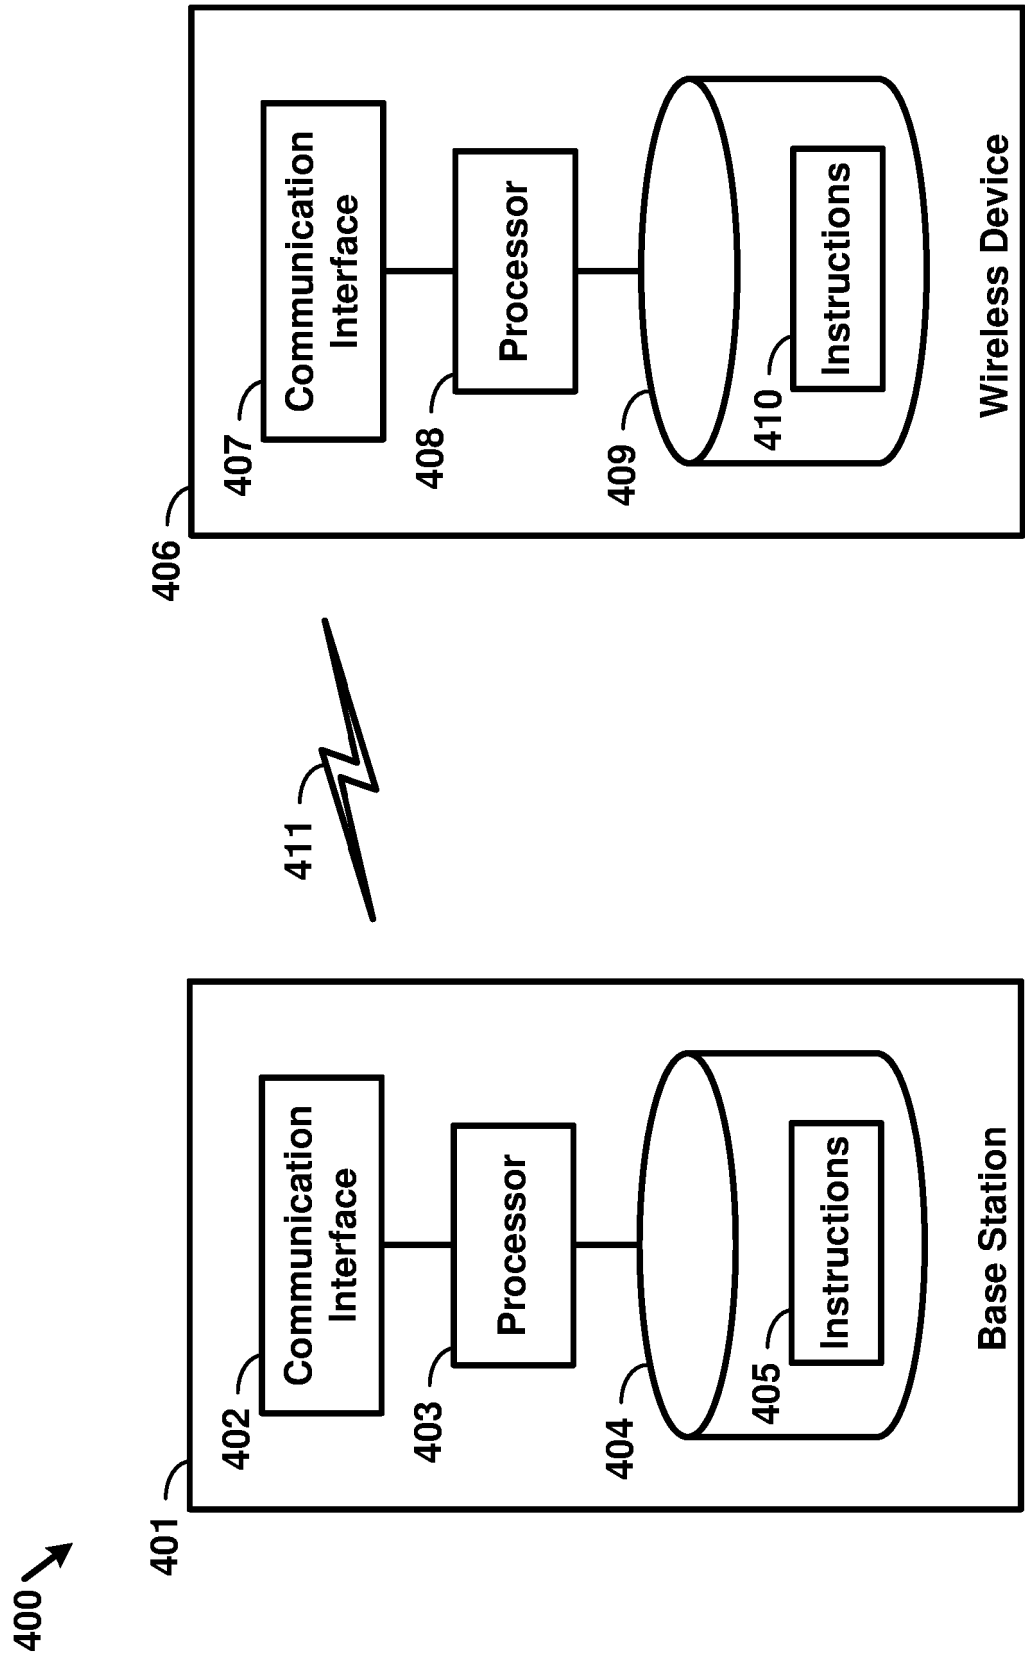 400
401
402
Communication
Interface
403
Processor
404
405
Instructions
Base Station
411
406
407
Communication
Interface
408
Processor
409
410
Instructions
Wireless Device